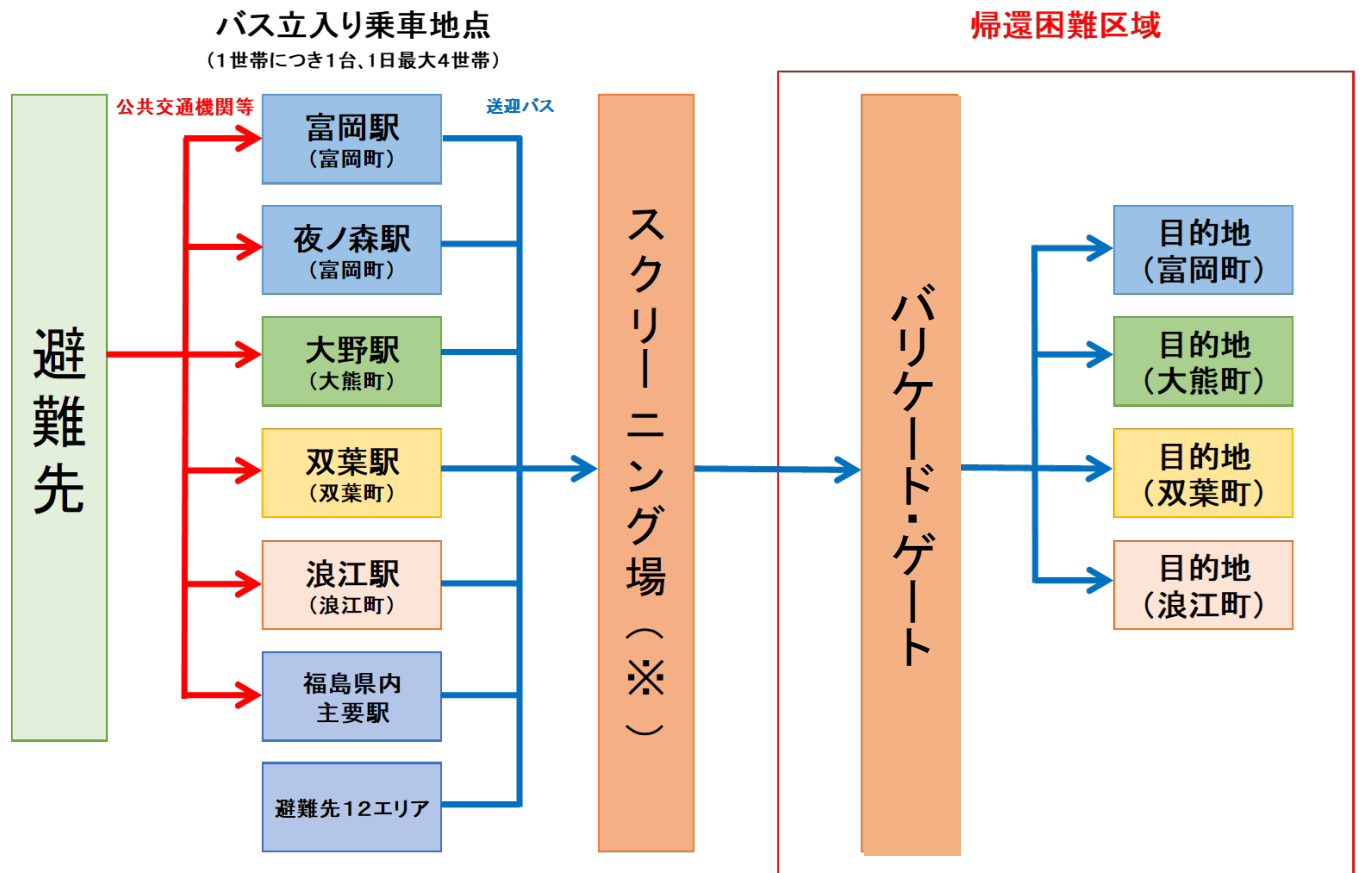 バス立入り乗車地点
（１世帯につき１台、１日最大４世帯）
帰還困難区域
公共交通機関等
送迎バス
避難先
富岡駅
（富岡町）
夜ノ森駅
（富岡町）
大野駅
（大熊町）
双葉駅
（双葉町）
浪江駅
（浪江町）
福島県内
主要駅
避難先１２エリア
スクリーニング場（※）
バリケード・ゲート
目的地
（富岡町）
目的地
（大熊町）
目的地
（双葉町）
目的地
（浪江町）